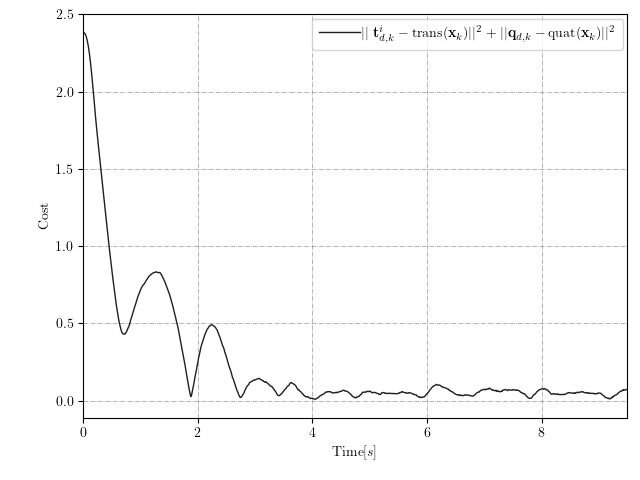 || t^i_{d,k} − trans(x_k)||^2 + ||q_{d,k} − quat(x_k)||^2
2.5
2.0
1.5
1.0
0.5
0.0
Cost
0 2 4 6 8
Time[s]